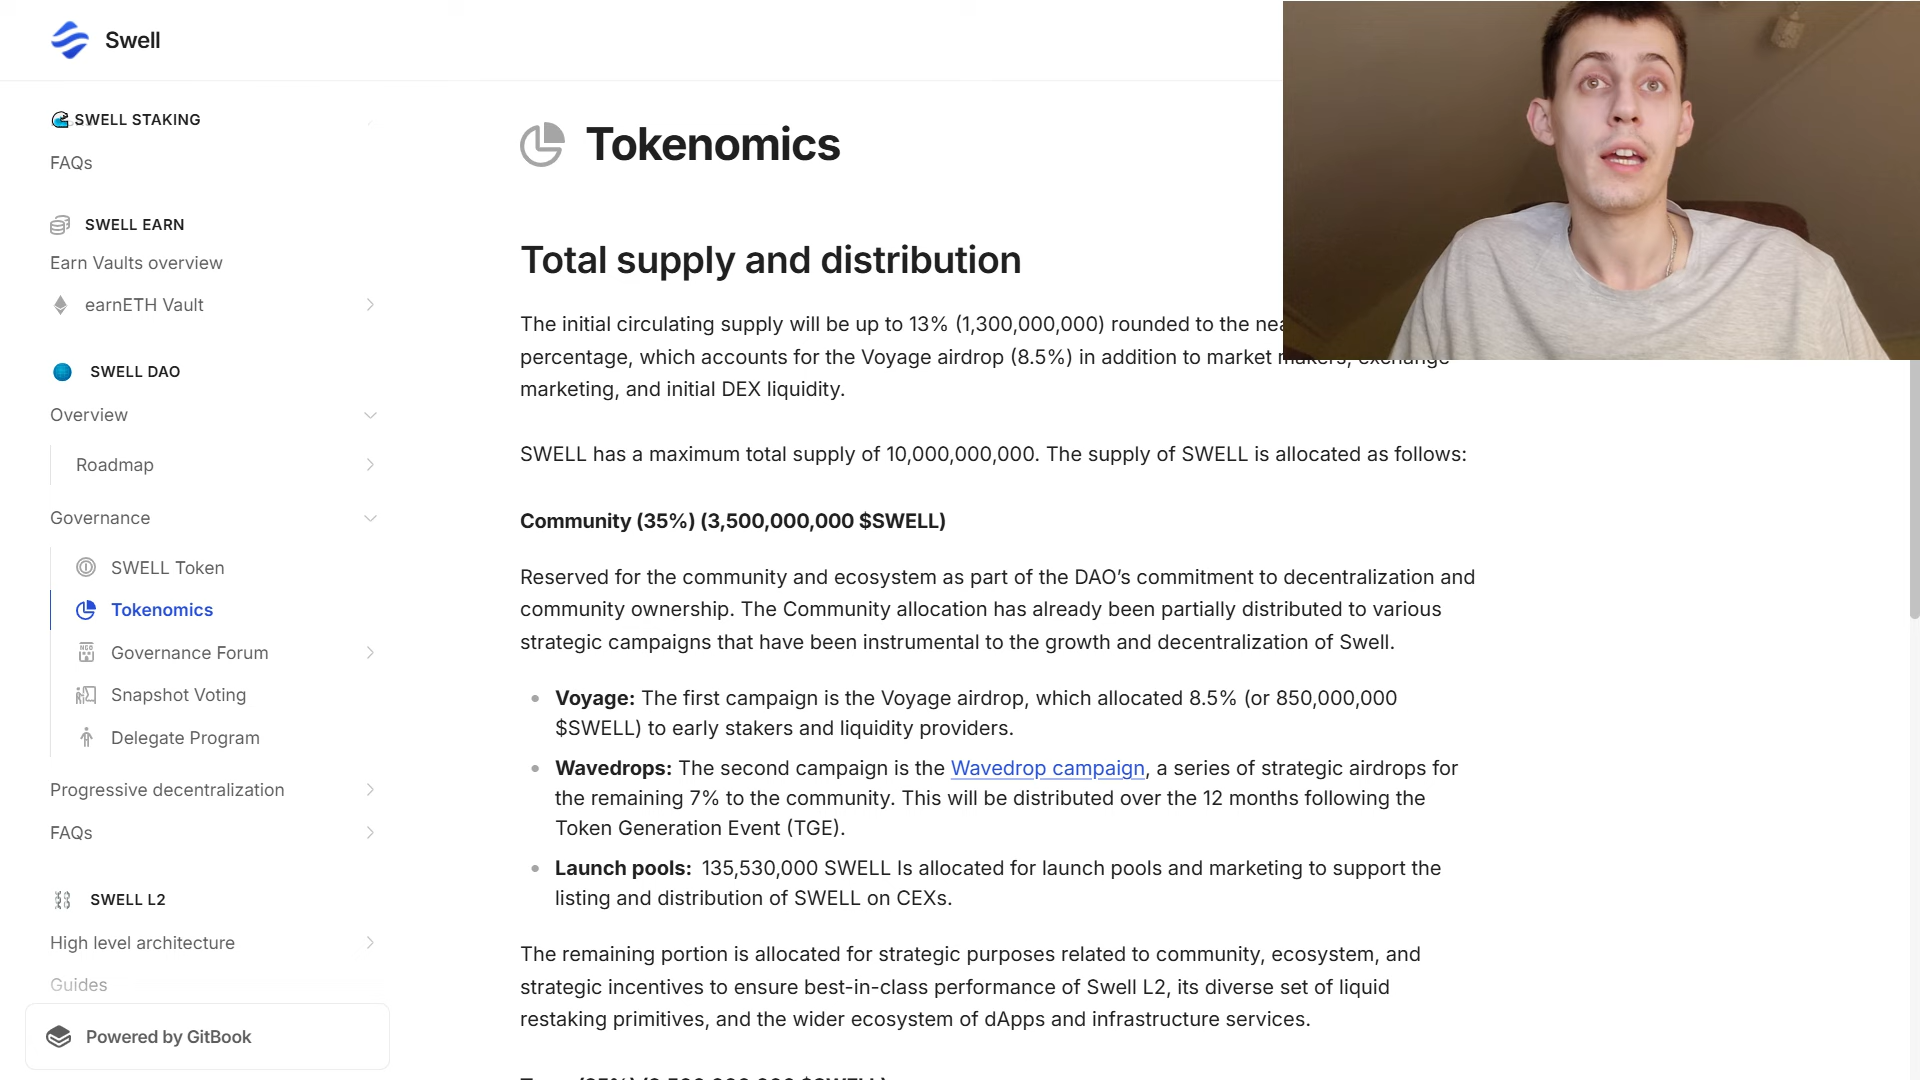 Swell
SWELL STAKING
FAQs
SWELL EARN
Earn Vaults overview
earnETH Vault
SWELL DAO
Overview
Roadmap
Governance
SWELL Token
Tokenomics
Governance Forum
Snapshot Voting
Delegate Program
Progressive decentralization
FAQs
SWELL L2
High level architecture
Guides
Powered by GitBook
Tokenomics
Total supply and distribution
The initial circulating supply will be up to 13% (1,300,000,000) rounded to the
percentage, which accounts for the Voyage airdrop (8.5%) in addition to market makers, exchange
marketing, and initial DEX liquidity.
SWELL has a maximum total supply of 10,000,000,000. The supply of SWELL is allocated as follows:
Community (35%) (3,500,000,000 $SWELL)
Reserved for the community and ecosystem as part of the DAO’s commitment to decentralization and
community ownership. The Community allocation has already been partially distributed to various
strategic campaigns that have been instrumental to the growth and decentralization of Swell.
Voyage: The first campaign is the Voyage airdrop, which allocated 8.5% (or 850,000,000
$SWELL) to early stakers and liquidity providers.
Wavedrops: The second campaign is the Wavedrop campaign, a series of strategic airdrops for
the remaining 7% to the community. This will be distributed over the 12 months following the
Token Generation Event (TGE).
Launch pools: 135,530,000 SWELL Is allocated for launch pools and marketing to support the
listing and distribution of SWELL on CEXs.
The remaining portion is allocated for strategic purposes related to community, ecosystem, and
strategic incentives to ensure best-in-class performance of Swell L2, its diverse set of liquid
restaking primitives, and the wider ecosystem of dApps and infrastructure services.